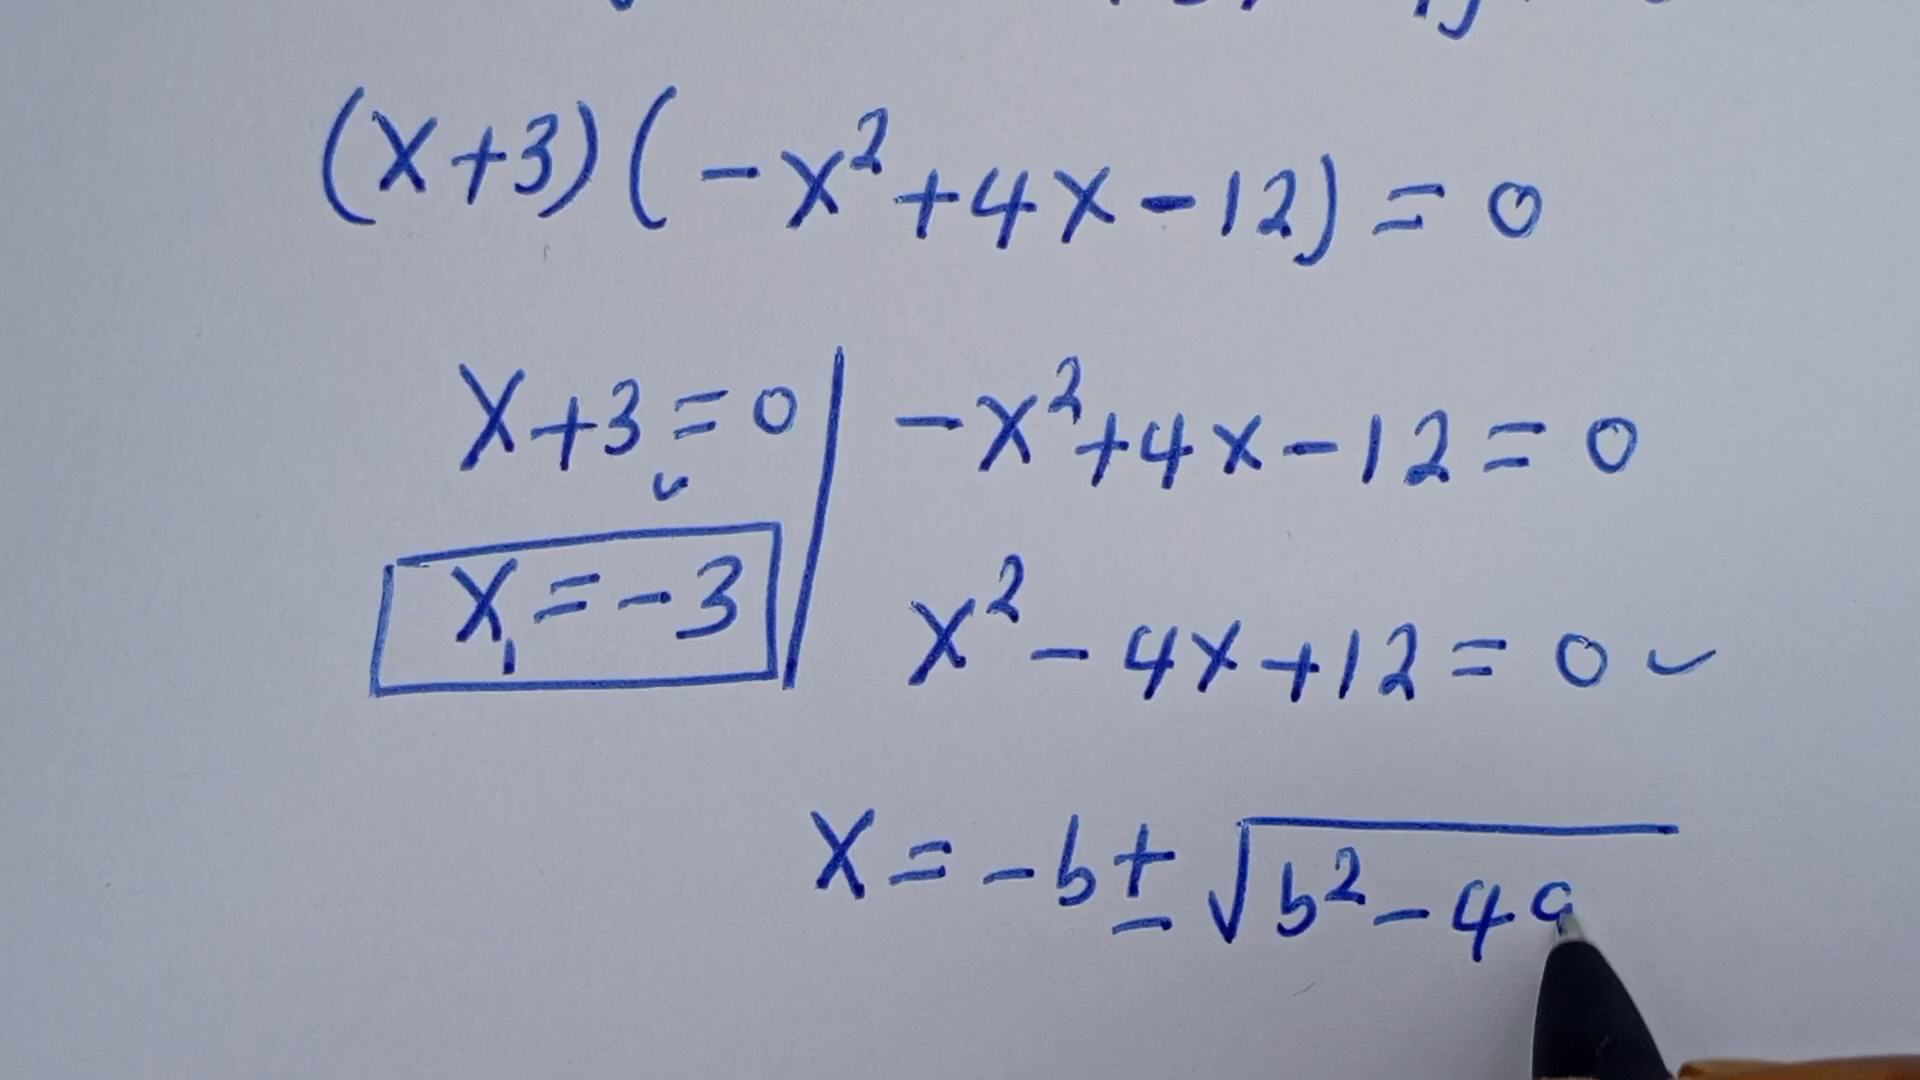 (x+3)(-x²+4x-12)=0
x+3=0 | -x²+4x-12=0
x₁=-3 | x²-4x+12=0
x=-b±√b²-4a